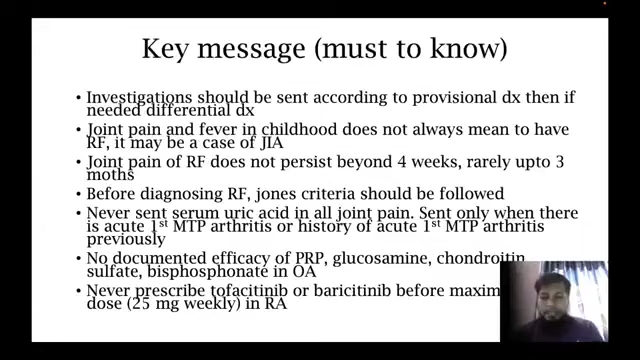 Key message (must to know)
• Investigations should be sent according to provisional dx then if
needed differential dx
• Joint pain and fever in childhood does not always mean to have
RF, it may be a case of JIA
• Joint pain of RF does not persist beyond 4 weeks, rarely upto 3
moths
• Before diagnosing RF, jones criteria should be followed
• Never sent serum uric acid in all joint pain. Sent only when there
is acute 1st MTP arthritis or history of acute 1st MTP arthritis
previously
• No documented efficacy of PRP, glucosamine, chondroitin
sulfate, bisphosphonate in OA
• Never prescribe tofacitinib or baricitinib before
dose (25 mg weekly) in RA